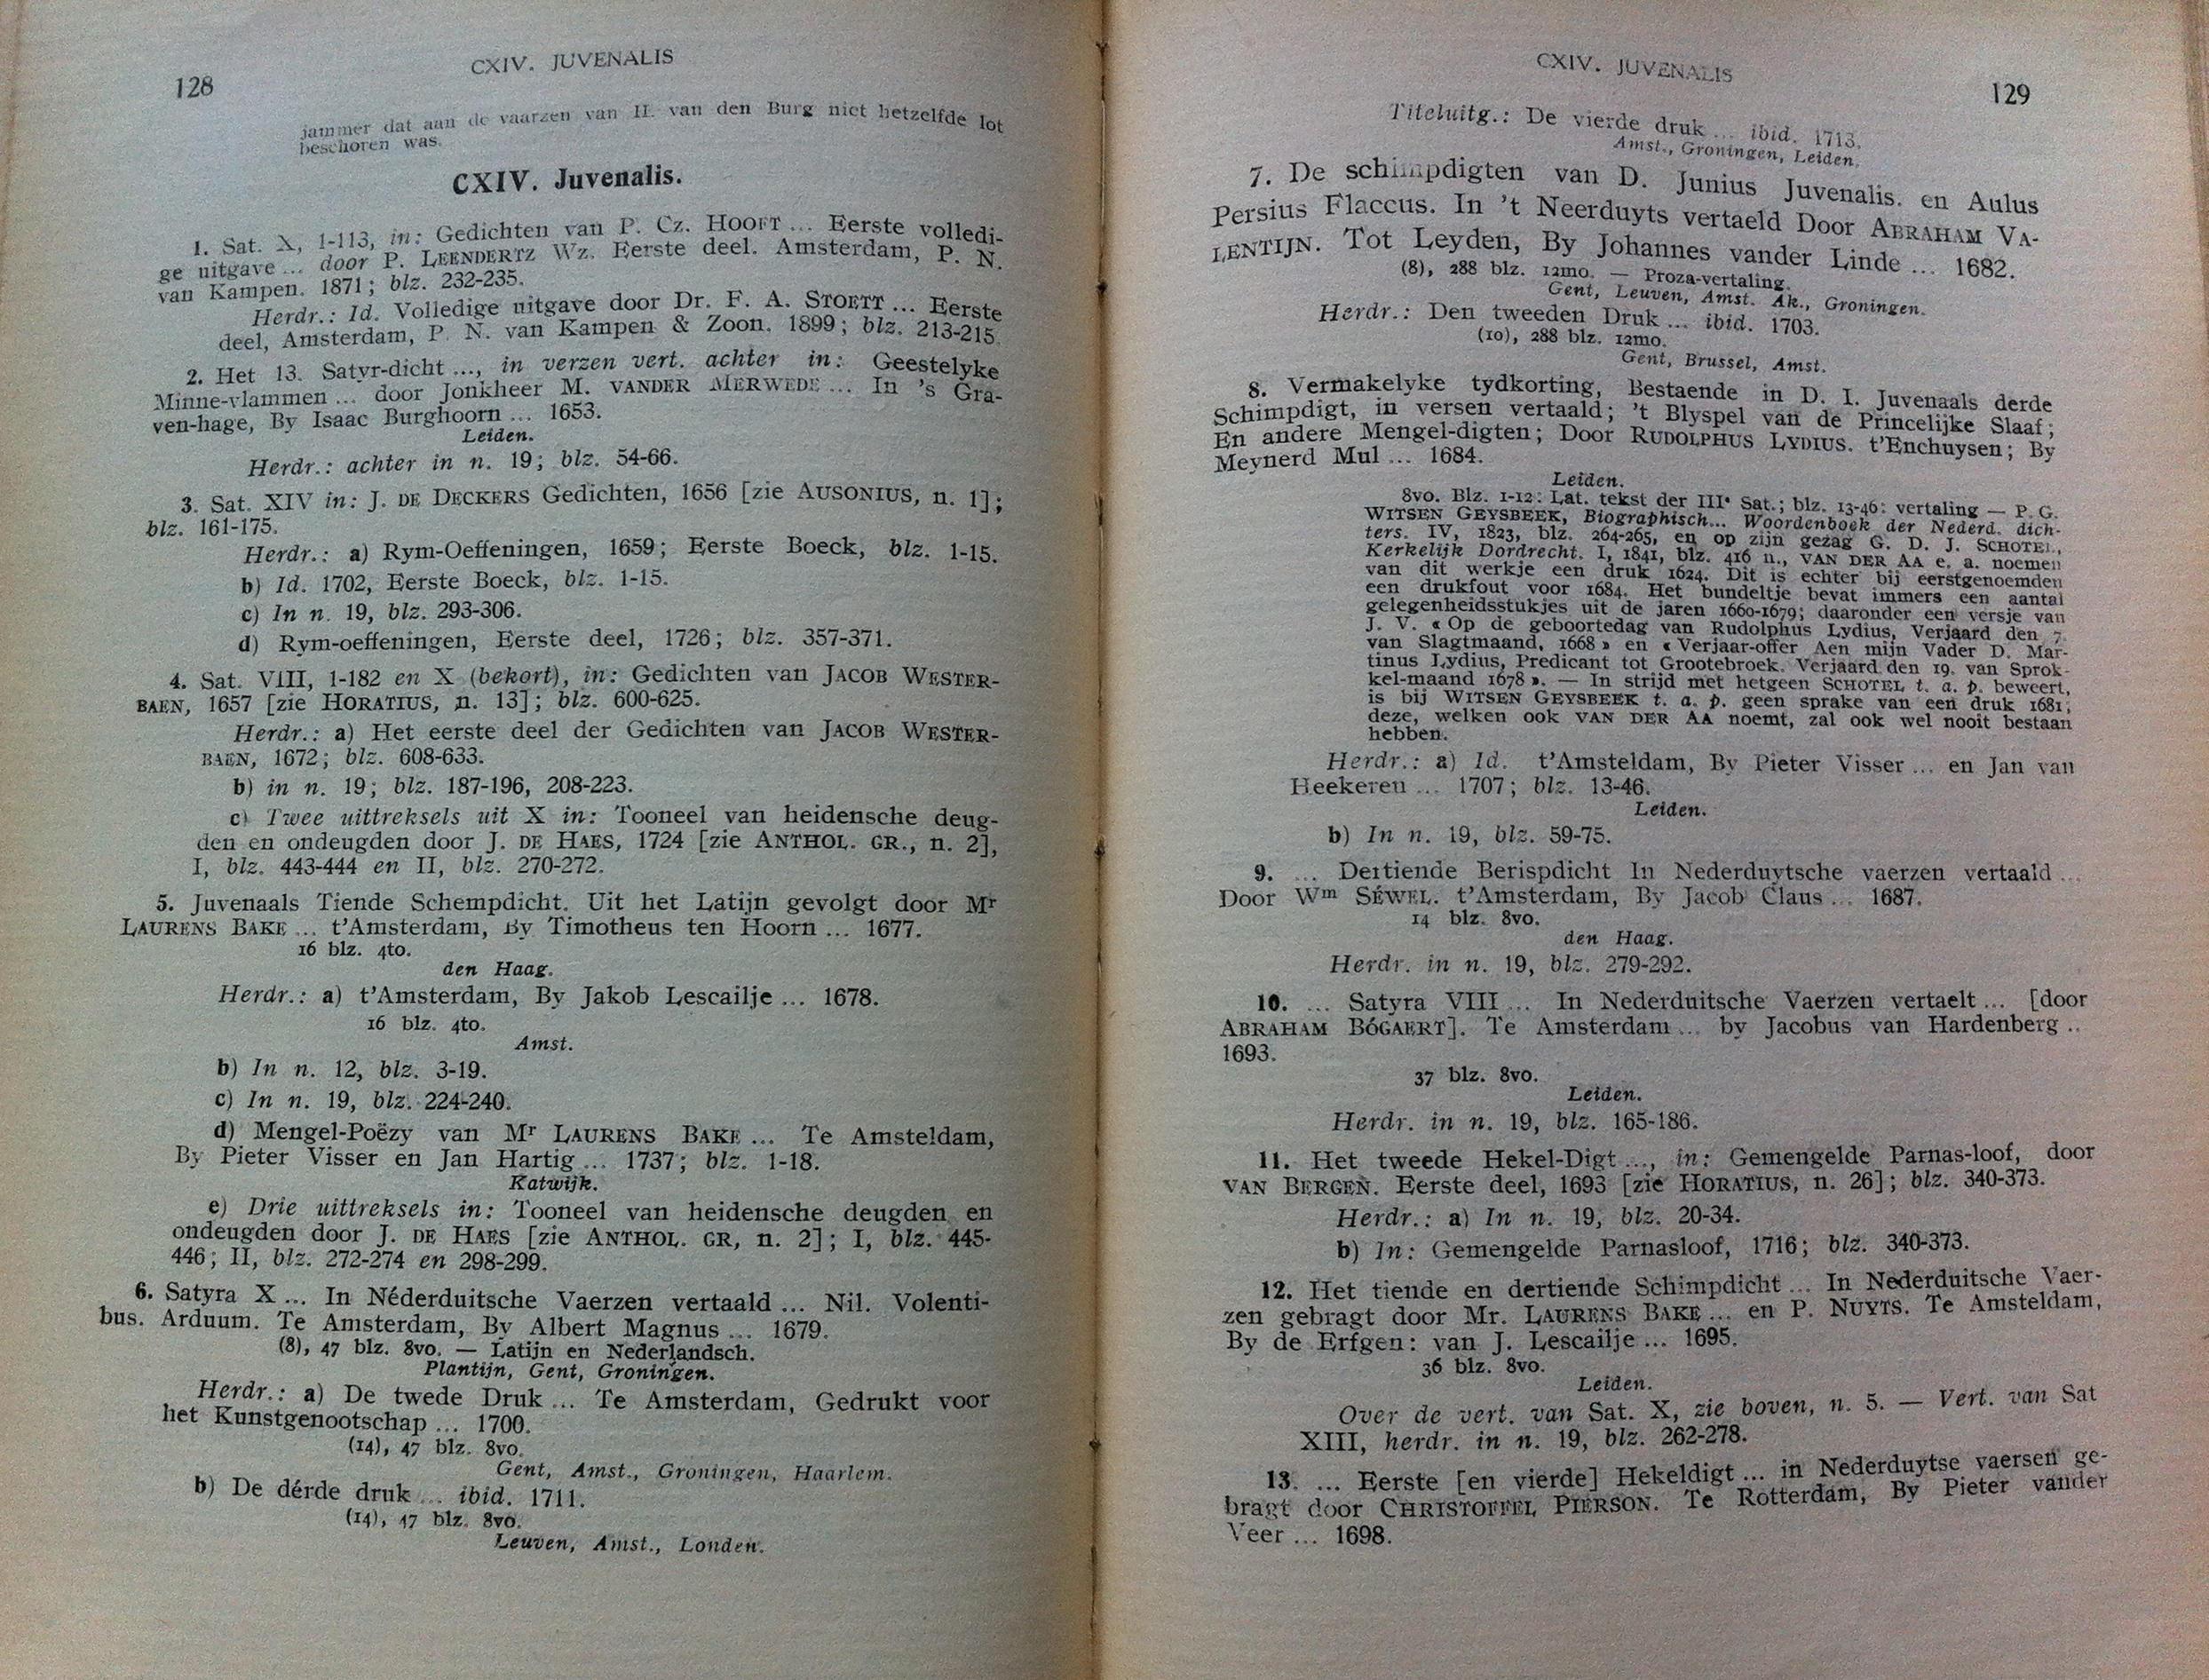 128
CXIV. JUVENALIS
jammer dat aan de vaarzen van H. van den Burg niet hetzelfde lot
beschoren was.
CXIV. Juvenalis.
1. Sat. X, 1-113, in: Gedichten van P. Cz. HOOFT ... Eerste volledi-
ge uitgave ... door P. LEENDERTZ Wz. Eerste deel. Amsterdam, P. N.
van Kampen. 1871; blz. 232-235.
Herdr.: Id. Volledige uitgave door Dr. F. A. STOETT ... Eerste
deel, Amsterdam, P. N. van Kampen & Zoon. 1899; blz. 213-215.
2. Het 13. Satyr-dicht ..., in verzen vert. achter in: Geestelyke
Minne-vlammen ... door Jonkheer M. VANDER MERWEDE ... In 's Gra-
ven-hage, By Isaac Burghoorn ... 1653.
Leiden.
Herdr.: achter in n. 19; blz. 54-66.
3. Sat. XIV in: J. DE DECKERS Gedichten, 1656 [zie AUSONIUS, n. 1];
blz. 161-175.
Herdr.: a) Rym-Oeffeningen, 1659; Eerste Boeck, blz. 1-15.
b) Id. 1702, Eerste Boeck, blz. 1-15.
c) In n. 19, blz. 293-306.
d) Rym-oeffeningen, Eerste deel, 1726; blz. 357-371.
4. Sat. VIII, 1-182 en X (bekort), in: Gedichten van JACOB WESTER-
BAEN, 1657 [zie HORATIUS, n. 13]; blz. 600-625.
Herdr.: a) Het eerste deel der Gedichten van JACOB WESTER-
BAEN, 1672; blz. 608-633.
b) in n. 19; blz. 187-196, 208-223.
c) Twee uittreksels uit X in: Tooneel van heidensche deug-
den en ondeugden door J. DE HAES, 1724 [zie ANTHOL. GR., n. 2],
I, blz. 443-444 en II, blz. 270-272.
5. Juvenaals Tiende Schempdicht. Uit het Latijn gevolgt door Mr
LAURENS BAKE ... t'Amsterdam, By Timotheus ten Hoorn ... 1677.
16 blz. 4to.
den Haag.
Herdr.: a) t'Amsterdam, By Jakob Lescailje ... 1678.
16 blz. 4to.
Amst.
b) In n. 12, blz. 3-19.
c) In n. 19, blz. 224-240.
d) Mengel-Poëzy van Mr LAURENS BAKE ... Te Amsteldam,
By Pieter Visser en Jan Hartig ... 1737; blz. 1-18.
Katwijk.
e) Drie uittreksels in: Tooneel van heidensche deugden en
ondeugden door J. DE HAES [zie ANTHOL. GR, n. 2]; I, blz. 445-
446; II, blz. 272-274 en 298-299.
6. Satyra X ... In Néderduitsche Vaerzen vertaald ... Nil. Volenti-
bus. Arduum. Te Amsterdam, By Albert Magnus ... 1679.
(8), 47 blz. 8vo. — Latijn en Nederlandsch.
Plantijn, Gent, Groningen.
Herdr.: a) De twede Druk ... Te Amsterdam, Gedrukt voor
het Kunstgenootschap ... 1700.
(14), 47 blz. 8vo.
Gent, Amst., Groningen, Haarlem.
b) De dérde druk ... ibid. 1711.
(14), 47 blz. 8vo.
Leuven, Amst., Londen.
CXIV. JUVENALIS
129
Titeluitg.: De vierde druk ... ibid. 1713.
Amst., Groningen, Leiden.
7. De schimpdigten van D. Junius Juvenalis. en Aulus
Persius Flaccus. In 't Neerduyts vertaeld Door ABRAHAM VA-
LENTIJN. Tot Leyden, By Johannes vander Linde ... 1682.
(8), 288 blz. 12mo. — Proza-vertaling.
Gent, Leuven, Amst. Ak., Groningen.
Herdr.: Den tweeden Druk ... ibid. 1703.
(10), 288 blz. 12mo.
Gent, Brussel, Amst.
8. Vermakelyke tydkorting, Bestaende in D. I. Juvenaals derde
Schimpdigt, in versen vertaald; 't Blyspel van de Princelijke Slaaf;
En andere Mengel-digten; Door RUDOLPHUS LYDIUS. t'Enchuysen; By
Meynerd Mul ... 1684.
Leiden.
8vo. Blz. 1-12: Lat. tekst der IIIe Sat.; blz. 13-46: vertaling — P. G.
WITSEN GEYSBEEK, Biographisch... Woordenboek der Nederd. dich-
ters. IV, 1823, blz. 264-265, en op zijn gezag G. D. J. SCHOTEL,
Kerkelijk Dordrecht. I, 1841, blz. 416 n., VAN DER AA e. a. noemen
van dit werkje een druk 1624. Dit is echter bij eerstgenoemden
een drukfout voor 1684. Het bundeltje bevat immers een aantal
gelegenheidsstukjes uit de jaren 1660-1679; daaronder een versje van
J. V. « Op de geboortedag van Rudolphus Lydius, Verjaard den 7.
van Slagtmaand, 1668 » en « Verjaar-offer Aen mijn Vader D. Mar-
tinus Lydius, Predicant tot Grootebroek. Verjaard den 19. van Sprok-
kel-maand 1678 ». — In strijd met hetgeen SCHOTEL t. a. p. beweert,
is bij WITSEN GEYSBEEK t. a. p. geen sprake van een druk 1681;
deze, welken ook VAN DER AA noemt, zal ook wel nooit bestaan
hebben.
Herdr.: a) Id. t'Amsteldam, By Pieter Visser ... en Jan van
Heekeren ... 1707; blz. 13-46.
Leiden.
b) In n. 19, blz. 59-75.
9. ... Dertiende Berispdicht In Nederduytsche vaerzen vertaald ...
Door Wm SÉWEL. t'Amsterdam, By Jacob Claus ... 1687.
14 blz. 8vo.
den Haag.
Herdr. in n. 19, blz. 279-292.
10. ... Satyra VIII ... In Nederduitsche Vaerzen vertaelt ... [door
ABRAHAM BÓGAERT]. Te Amsterdam ... by Jacobus van Hardenberg ..
1693.
37 blz. 8vo.
Leiden.
Herdr. in n. 19, blz. 165-186.
11. Het tweede Hekel-Digt ..., in: Gemengelde Parnas-loof, door
VAN BERGEN. Eerste deel, 1693 [zie HORATIUS, n. 26]; blz. 340-373.
Herdr.: a) In n. 19, blz. 20-34.
b) In: Gemengelde Parnasloof, 1716; blz. 340-373.
12. Het tiende en dertiende Schimpdicht ... In Nederduitsche Vaer-
zen gebragt door Mr. LAURENS BAKE ... en P. NUYTS. Te Amsteldam,
By de Erfgen: van J. Lescailje ... 1695.
36 blz. 8vo.
Leiden.
Over de vert. van Sat. X, zie boven, n. 5. — Vert. van Sat
XIII, herdr. in n. 19, blz. 262-278.
13. ... Eerste [en vierde] Hekeldigt ... in Nederduytse vaersen ge-
bragt door CHRISTOFFEL PIERSON. Te Rotterdam, By Pieter vander
Veer ... 1698.